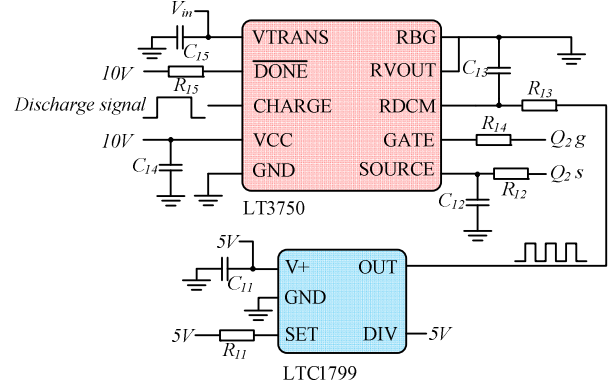 Vin
C15
VTRANS
RBG
10V
R15
DONE
RVOUT
C13
Discharge signal
CHARGE
RDCM
R13
10V
VCC
GATE
R14
Q2 g
C14
GND
SOURCE
R12
Q2 s
C12
LT3750
5V
V+
OUT
C11
GND
5V
R11
SET
DIV
5V
LTC1799